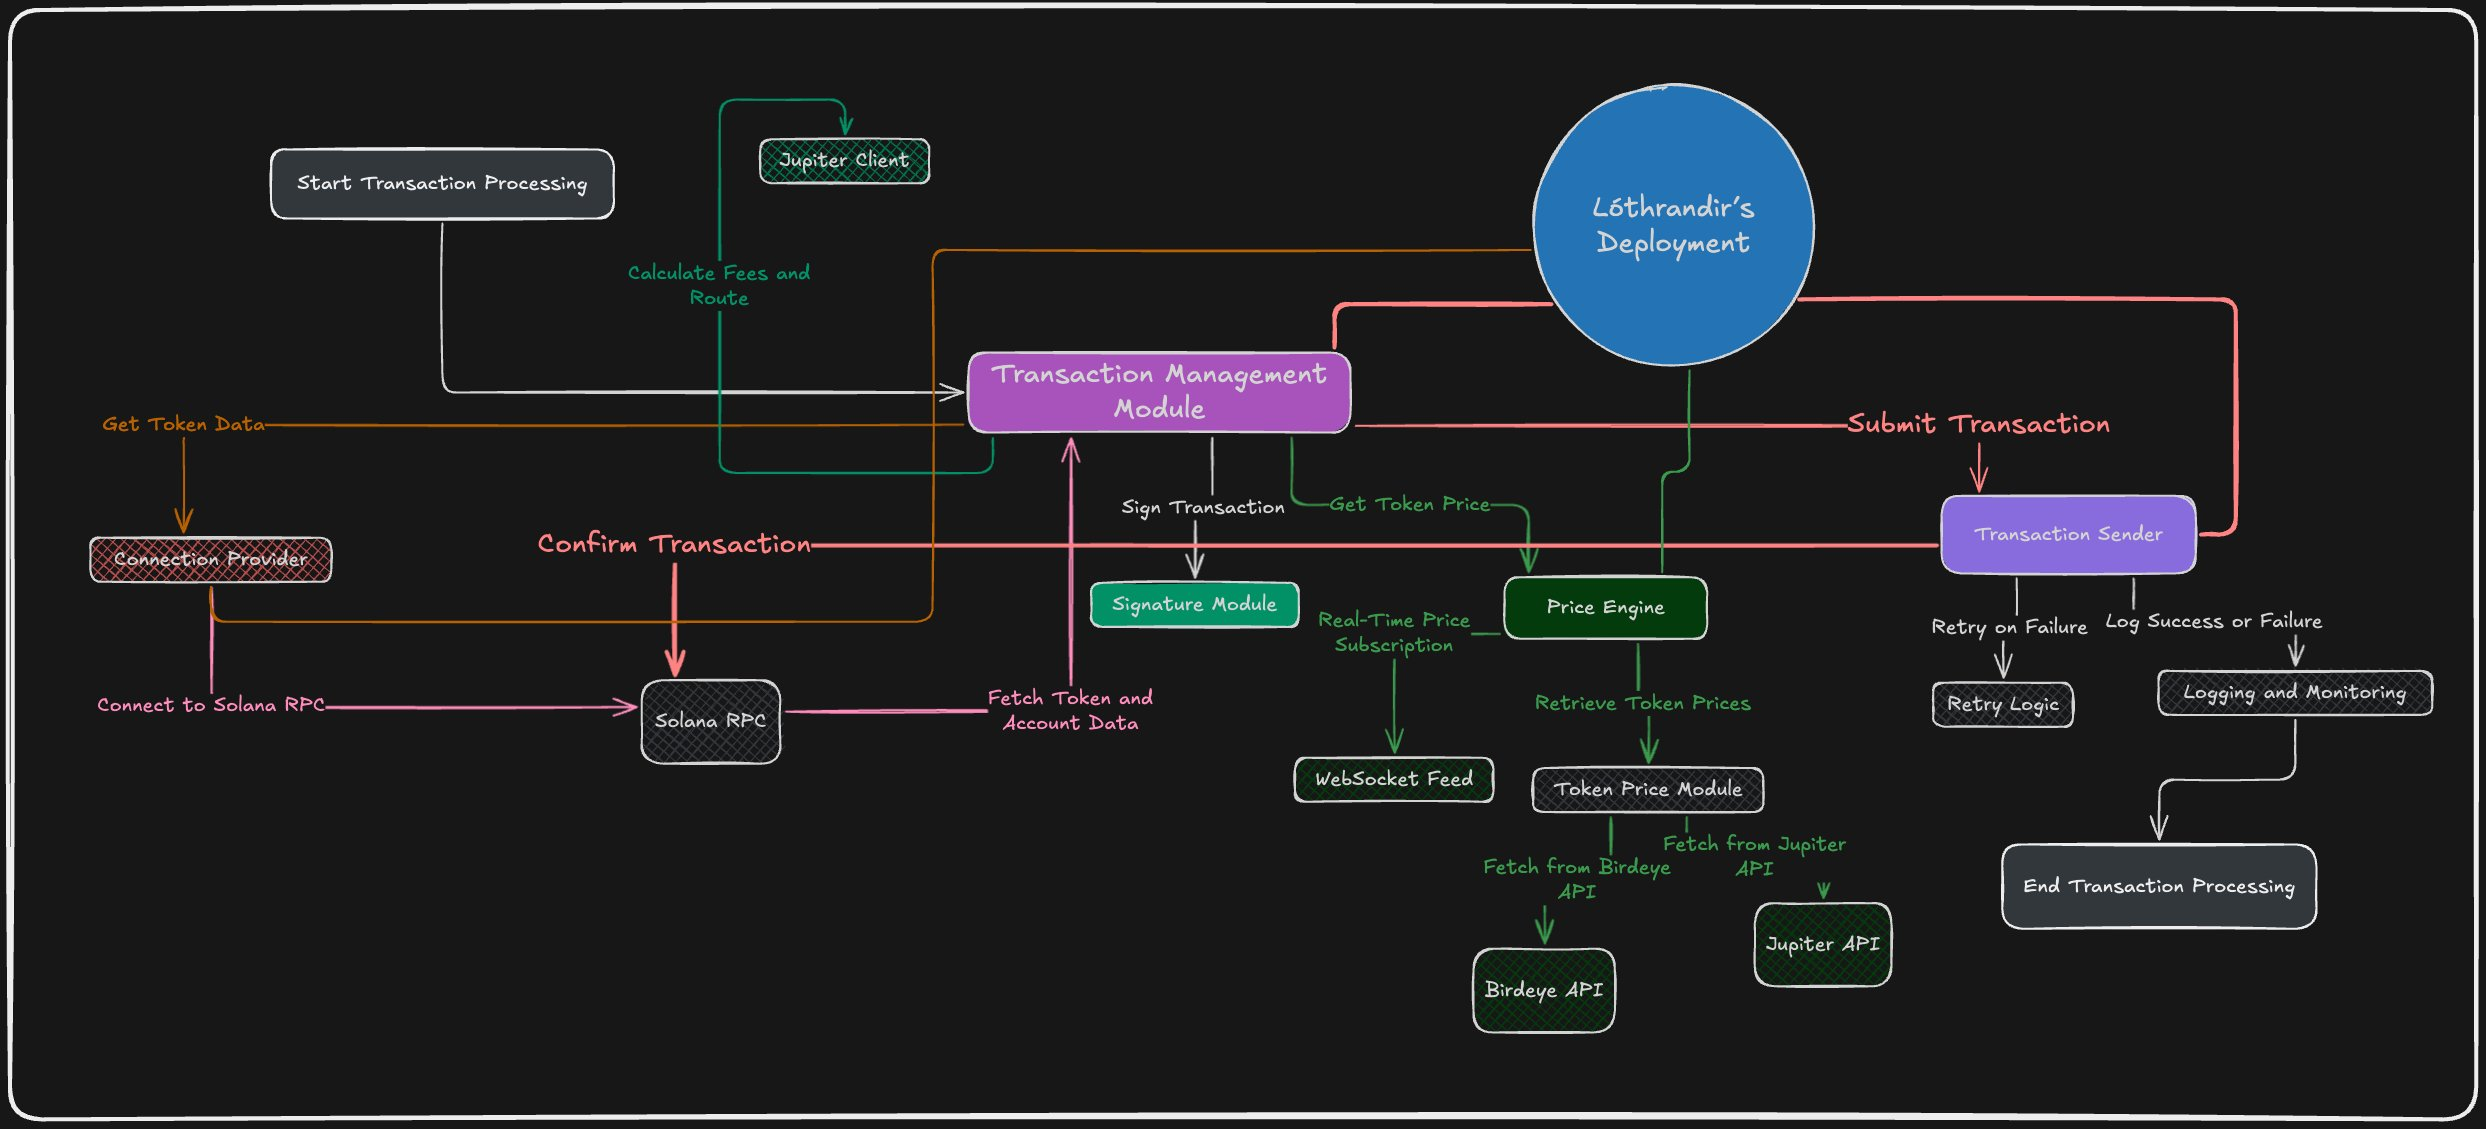 Jupiter Client
Start Transaction Processing
Lóthrandir's
Deployment
Calculate Fees and
Route
Transaction Management
Module
Get Token Data
Submit Transaction
Sign Transaction
Get Token Price
Confirm Transaction
Transaction Sender
Connection Provider
Signature Module
Price Engine
Real-Time Price
Subscription
Retry on Failure
Log Success or Failure
Connect to Solana RPC
Solana RPC
Fetch Token and
Account Data
Retrieve Token Prices
Retry Logic
Logging and Monitoring
WebSocket Feed
Token Price Module
Fetch from Birdeye
API
Fetch from Jupiter
API
End Transaction Processing
Jupiter API
Birdeye API